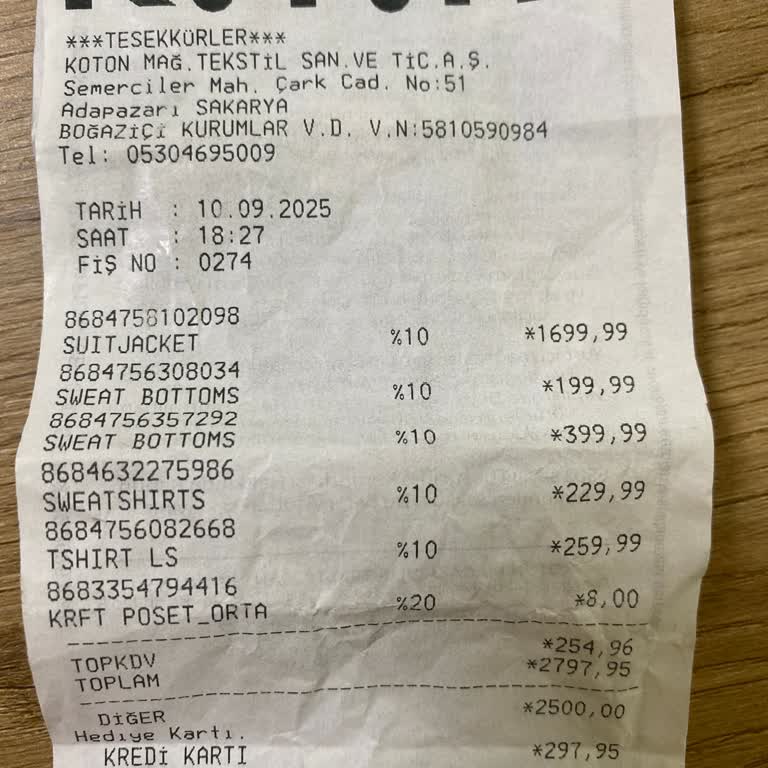 ***TESEKKÜRLER***
KOTON MAĞ.TEKSTİL SAN.VE TİC.A.Ş.
Semerciler Mah. Çark Cad. No:51
Adapazarı SAKARYA
BOĞAZİÇİ KURUMLAR V.D. V.N:5810590984
Tel: 05304695009
TARİH : 10.09.2025
SAAT : 18:27
FİŞ NO : 0274
8684758102098
SUITJACKET %10 *1699,99
8684756308034
SWEAT BOTTOMS %10 *199,99
8684756357292
SWEAT BOTTOMS %10 *399,99
8684632275986
SWEATSHIRTS %10 *229,99
8684756082668
TSHIRT LS %10 *259,99
8683354794416
KRFT POSET_ORTA %20 *8,00
TOPKDV *254,96
TOPLAM *2797,95
DİĞER *2500,00
Hediye Kartı.
KREDİ KARTI *297,95